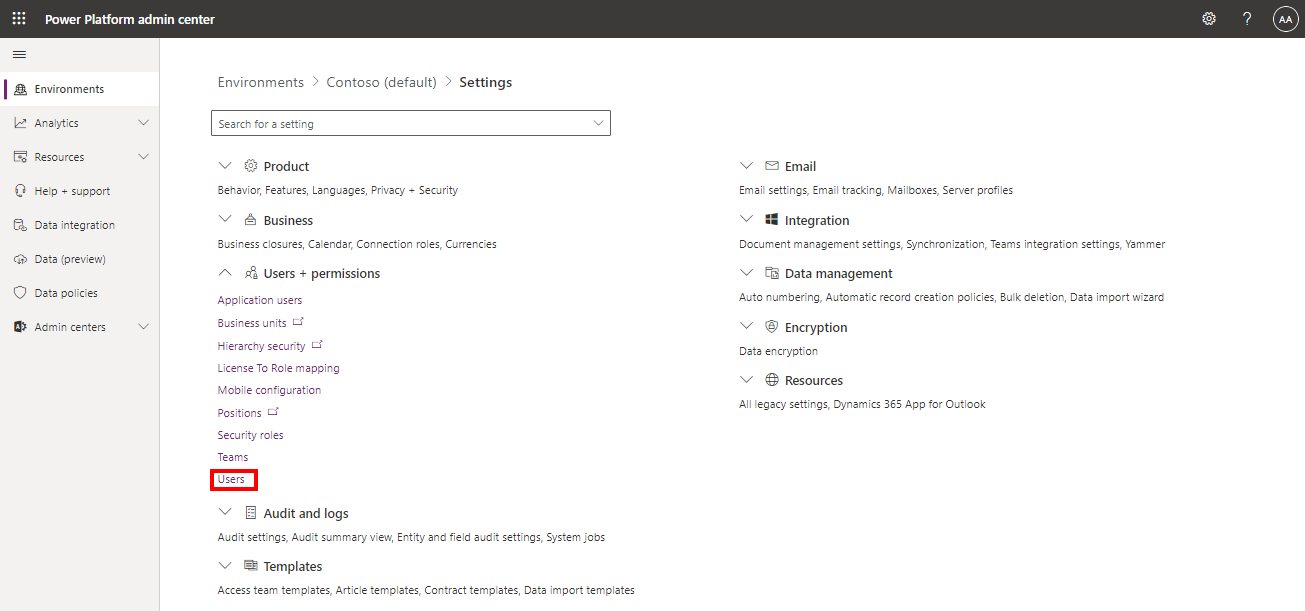 Power Platform admin center
?
AA
Environments
Analytics
Resources
Help + support
Data integration
Data (preview)
Data policies
Admin centers
Environments > Contoso (default) > Settings
Search for a setting
Product
Behavior, Features, Languages, Privacy + Security
Business
Business closures, Calendar, Connection roles, Currencies
Users + permissions
Application users
Business units
Hierarchy security
License To Role mapping
Mobile configuration
Positions
Security roles
Teams
Users
Audit and logs
Audit settings, Audit summary view, Entity and field audit settings, System jobs
Templates
Access team templates, Article templates, Contract templates, Data import templates
Email
Email settings, Email tracking, Mailboxes, Server profiles
Integration
Document management settings, Synchronization, Teams integration settings, Yammer
Data management
Auto numbering, Automatic record creation policies, Bulk deletion, Data import wizard
Encryption
Data encryption
Resources
All legacy settings, Dynamics 365 App for Outlook